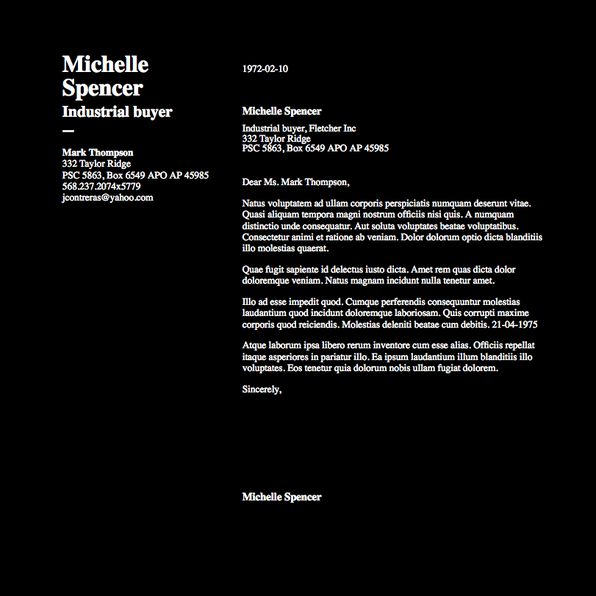 Michelle
Spencer
Industrial buyer
—
Mark Thompson
332 Taylor Ridge
PSC 5863, Box 6549 APO AP 45985
568.237.2074x5779
jcontreras@yahoo.com
1972-02-10
Michelle Spencer
Industrial buyer, Fletcher Inc
332 Taylor Ridge
PSC 5863, Box 6549 APO AP 45985
Dear Ms. Mark Thompson,
Natus voluptatem ad ullam corporis perspiciatis numquam deserunt vitae.
Quasi aliquam tempora magni nostrum officiis nisi quis. A numquam
distinctio unde consequatur. Aut soluta voluptates beatae voluptatibus.
Consectetur animi et ratione ab veniam. Dolor dolorum optio dicta blanditiis
illo molestias quaerat.
Quae fugit sapiente id delectus iusto dicta. Amet rem quas dicta dolor
doloremque veniam. Natus magnam incidunt nulla tenetur amet.
Illo ad esse impedit quod. Cumque perferendis consequuntur molestias
laudantium quod incidunt doloremque laboriosam. Quis corrupti maxime
corporis quod reiciendis. Molestias deleniti beatae cum debitis. 21-04-1975
Atque laborum ipsa libero rerum inventore cum esse alias. Officiis repellat
itaque asperiores in pariatur illo. Ea ipsum laudantium illum blanditiis illo
voluptates. Eos tenetur quia dolorum nobis ullam fugiat dolorem.
Sincerely,
Michelle Spencer